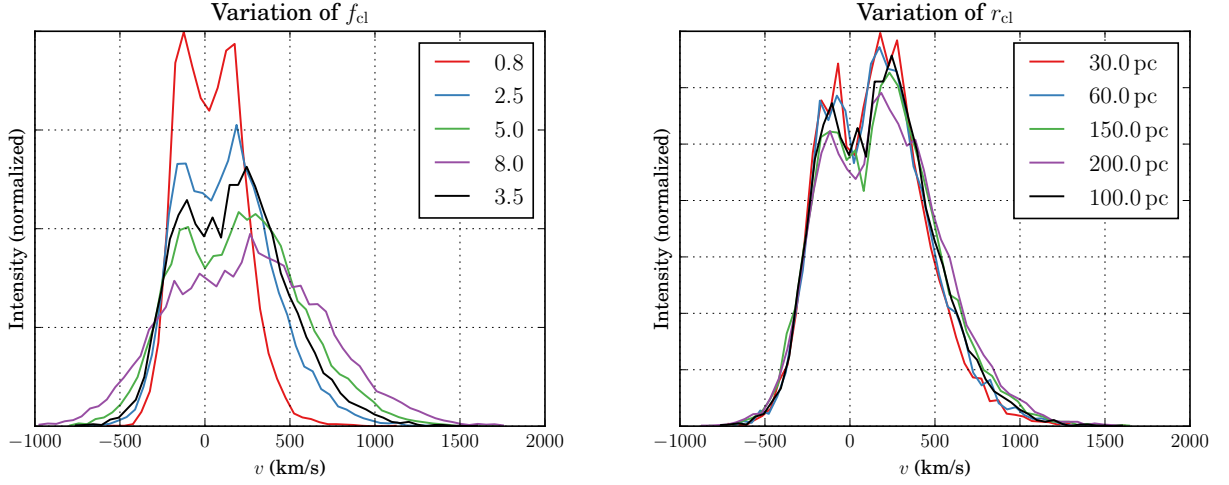 Variation of f_cl
Intensity (normalized)
0.8
2.5
5.0
8.0
3.5
−1000 −500 0 500 1000 1500 2000
v (km/s)
Variation of r_cl
Intensity (normalized)
30.0 pc
60.0 pc
150.0 pc
200.0 pc
100.0 pc
−1000 −500 0 500 1000 1500 2000
v (km/s)